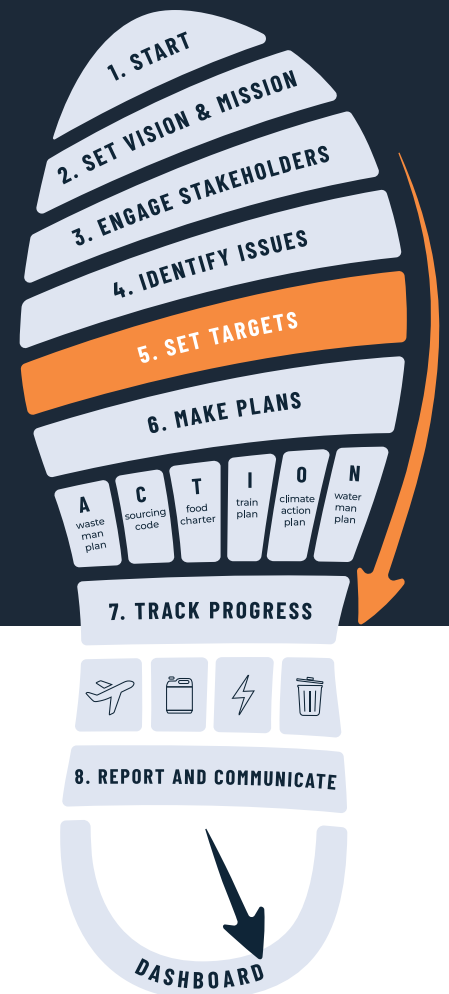 1. START
2. SET VISION & MISSION
3. ENGAGE STAKEHOLDERS
4. IDENTIFY ISSUES
5. SET TARGETS
6. MAKE PLANS
A
waste
man
plan
C
sourcing
code
T
food
charter
I
train
plan
O
climate
action
plan
N
water
man
plan
7. TRACK PROGRESS
8. REPORT AND COMMUNICATE
DASHBOARD